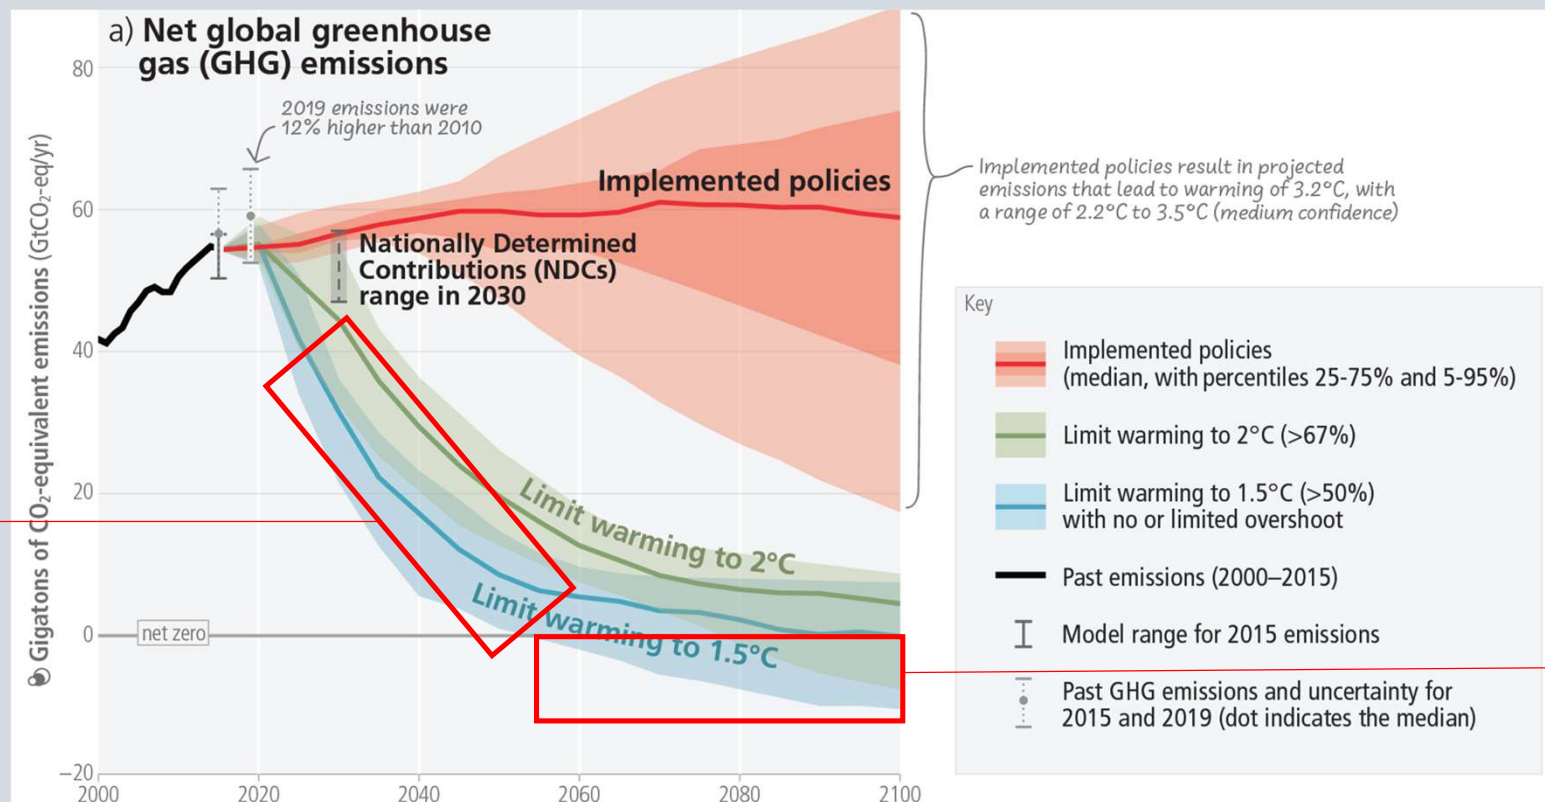 a) Net global greenhouse
gas (GHG) emissions
80
60
40
20
0
−20
Gigatons of CO₂-equivalent emissions (GtCO₂-eq/yr)
2019 emissions were
12% higher than 2010
Implemented policies
Nationally Determined
Contributions (NDCs)
range in 2030
Limit warming to 2°C
Limit warming to 1.5°C
net zero
2000
2020
2040
2060
2080
2100
Implemented policies result in projected
emissions that lead to warming of 3.2°C, with
a range of 2.2°C to 3.5°C (medium confidence)
Key
Implemented policies
(median, with percentiles 25-75% and 5-95%)
Limit warming to 2°C (>67%)
Limit warming to 1.5°C (>50%)
with no or limited overshoot
Past emissions (2000–2015)
Model range for 2015 emissions
Past GHG emissions and uncertainty for
2015 and 2019 (dot indicates the median)